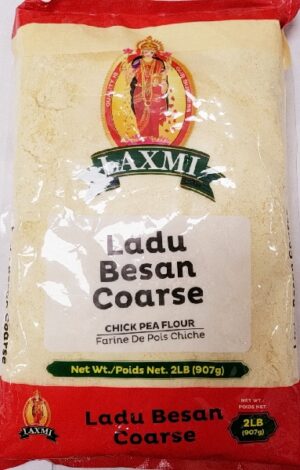 LAXMI
Ladu
Besan
Coarse
CHICK PEA FLOUR
Farine De Pois Chiche
Net Wt./Poids Net. 2LB (907g)
LAXMI
Ladu Besan
Coarse
NET WT./
POIDS NET.
2LB
(907g)